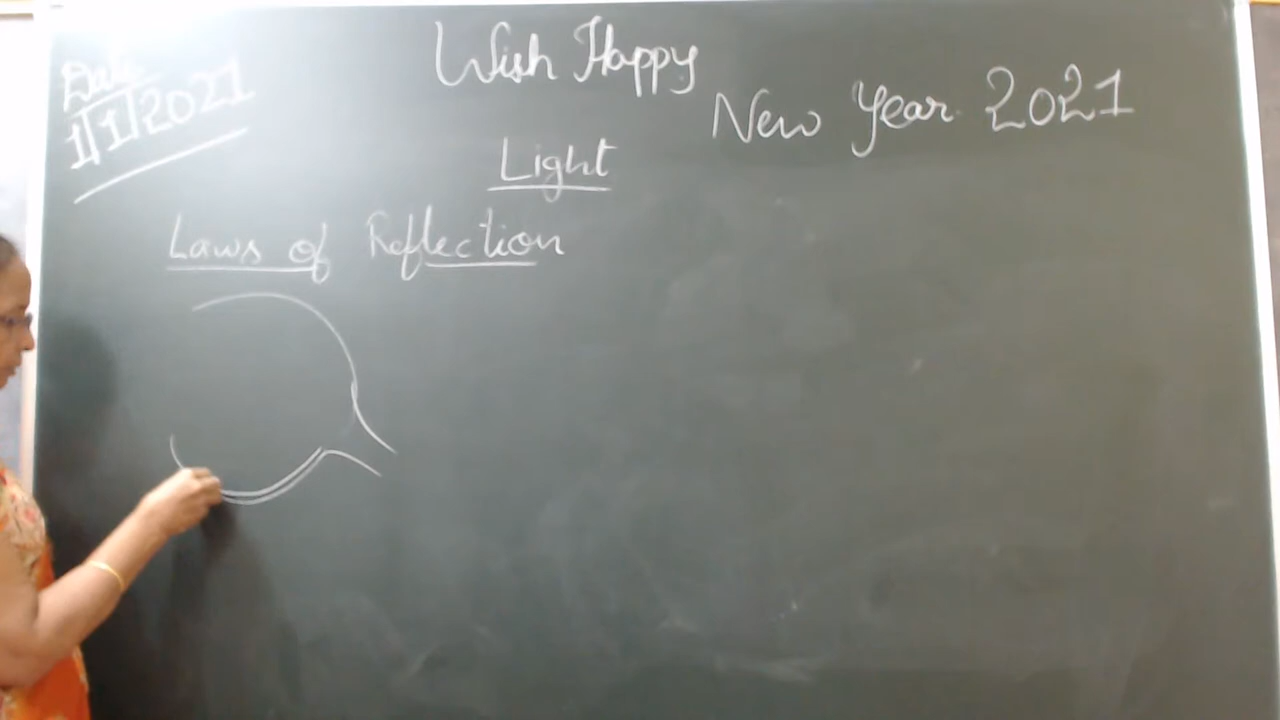 Date
1/1/2021
Wish Happy
New Year 2021
Light
Laws of Reflection